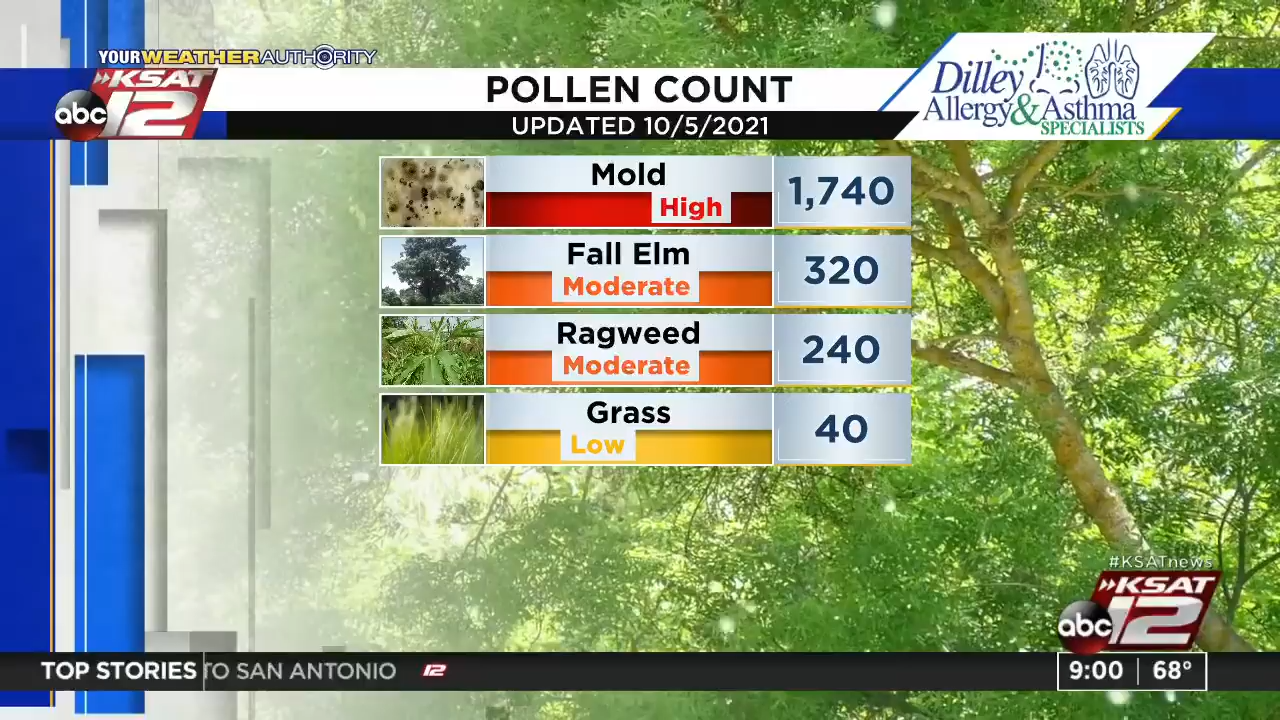 YOUR WEATHER AUTHORITY
KSAT
abc 12
POLLEN COUNT
UPDATED 10/5/2021
Dilley
Allergy & Asthma
SPECIALISTS
Mold
High
1,740
Fall Elm
Moderate
320
Ragweed
Moderate
240
Grass
Low
40
#KSATnews
KSAT
abc 12
TOP STORIES TO SAN ANTONIO 12
9:00 68°